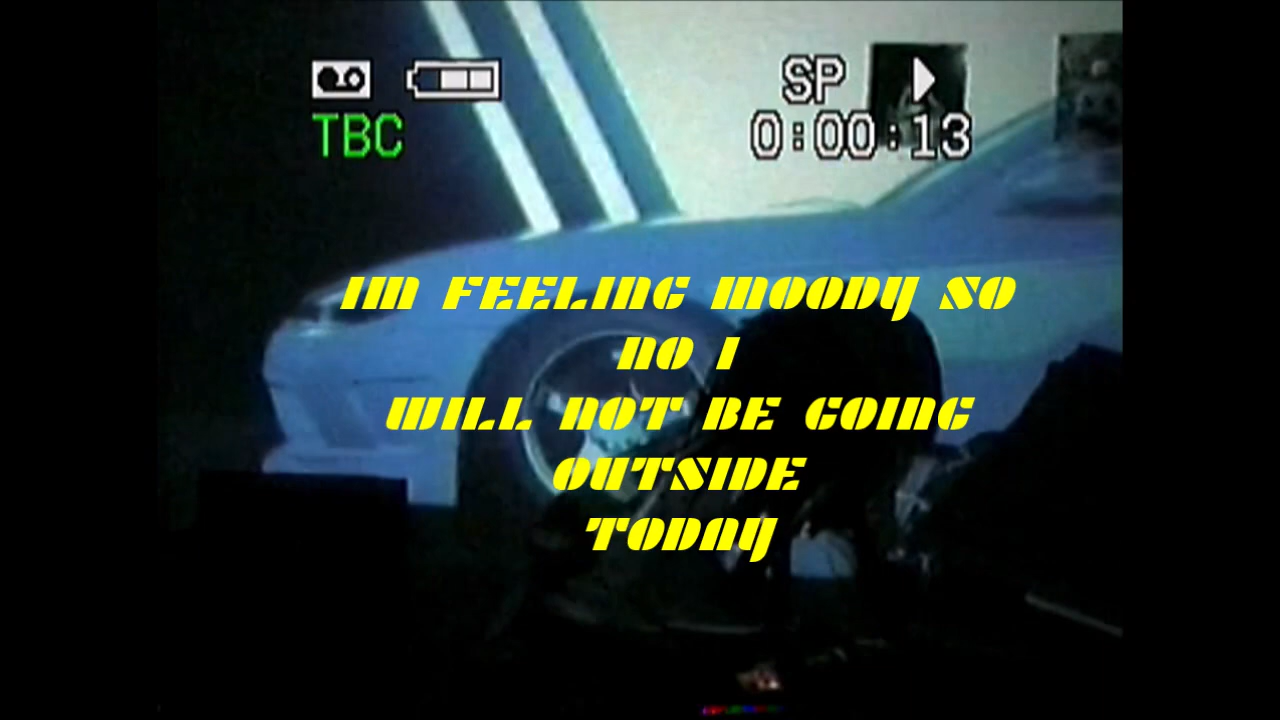 SP
TBC
0:00:13
IM FEELING MOODY SO
NO I
WILL NOT BE GOING
OUTSIDE
TODAY